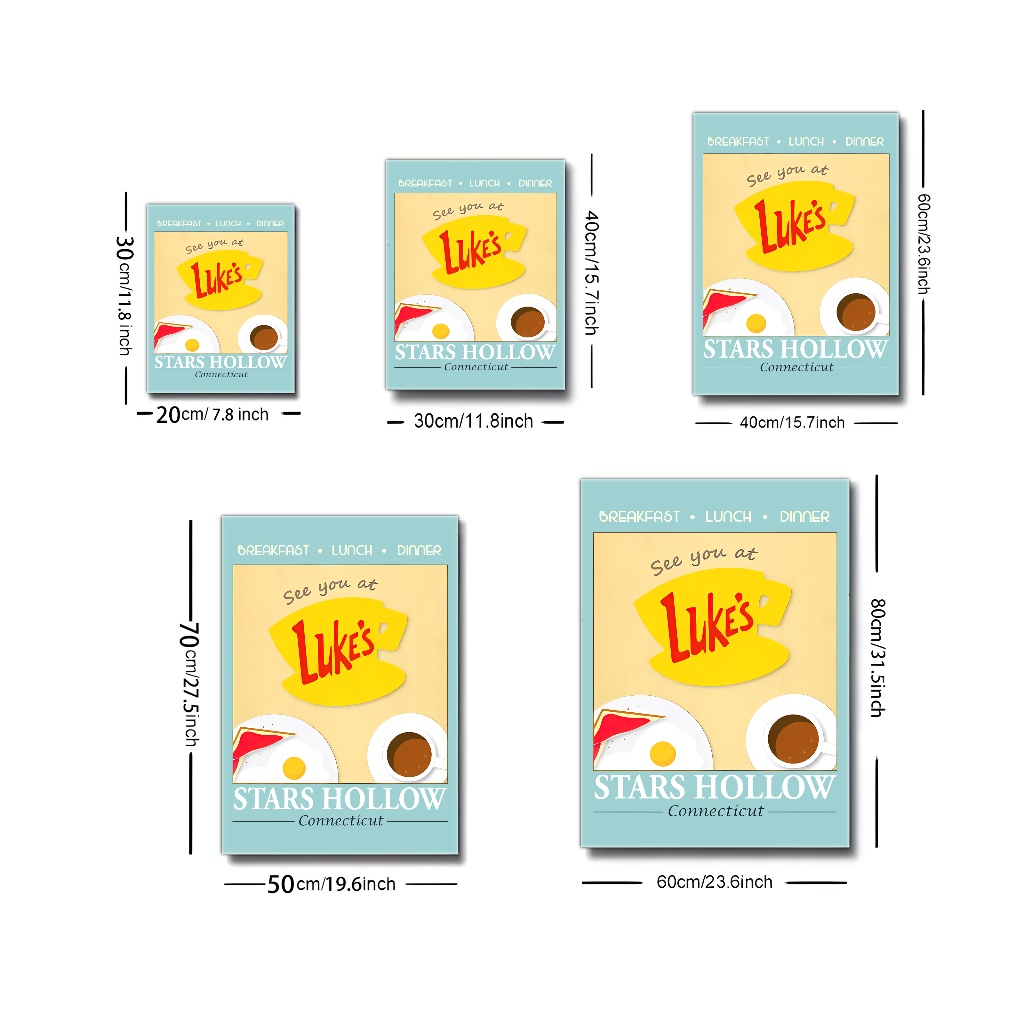 BREAKFAST • LUNCH • DINNER
See you at
LUKE'S
STARS HOLLOW
Connecticut
30cm/11.8 inch
20cm/ 7.8 inch
BREAKFAST • LUNCH • DINNER
See you at
LUKE'S
STARS HOLLOW
Connecticut
40cm/15.7inch
30cm/11.8inch
BREAKFAST • LUNCH • DINNER
See you at
LUKE'S
STARS HOLLOW
Connecticut
60cm/23.6inch
40cm/15.7inch
BREAKFAST • LUNCH • DINNER
See you at
LUKE'S
STARS HOLLOW
Connecticut
70cm/27.5inch
50cm/19.6inch
BREAKFAST • LUNCH • DINNER
See you at
LUKE'S
STARS HOLLOW
Connecticut
80cm/31.5inch
60cm/23.6inch